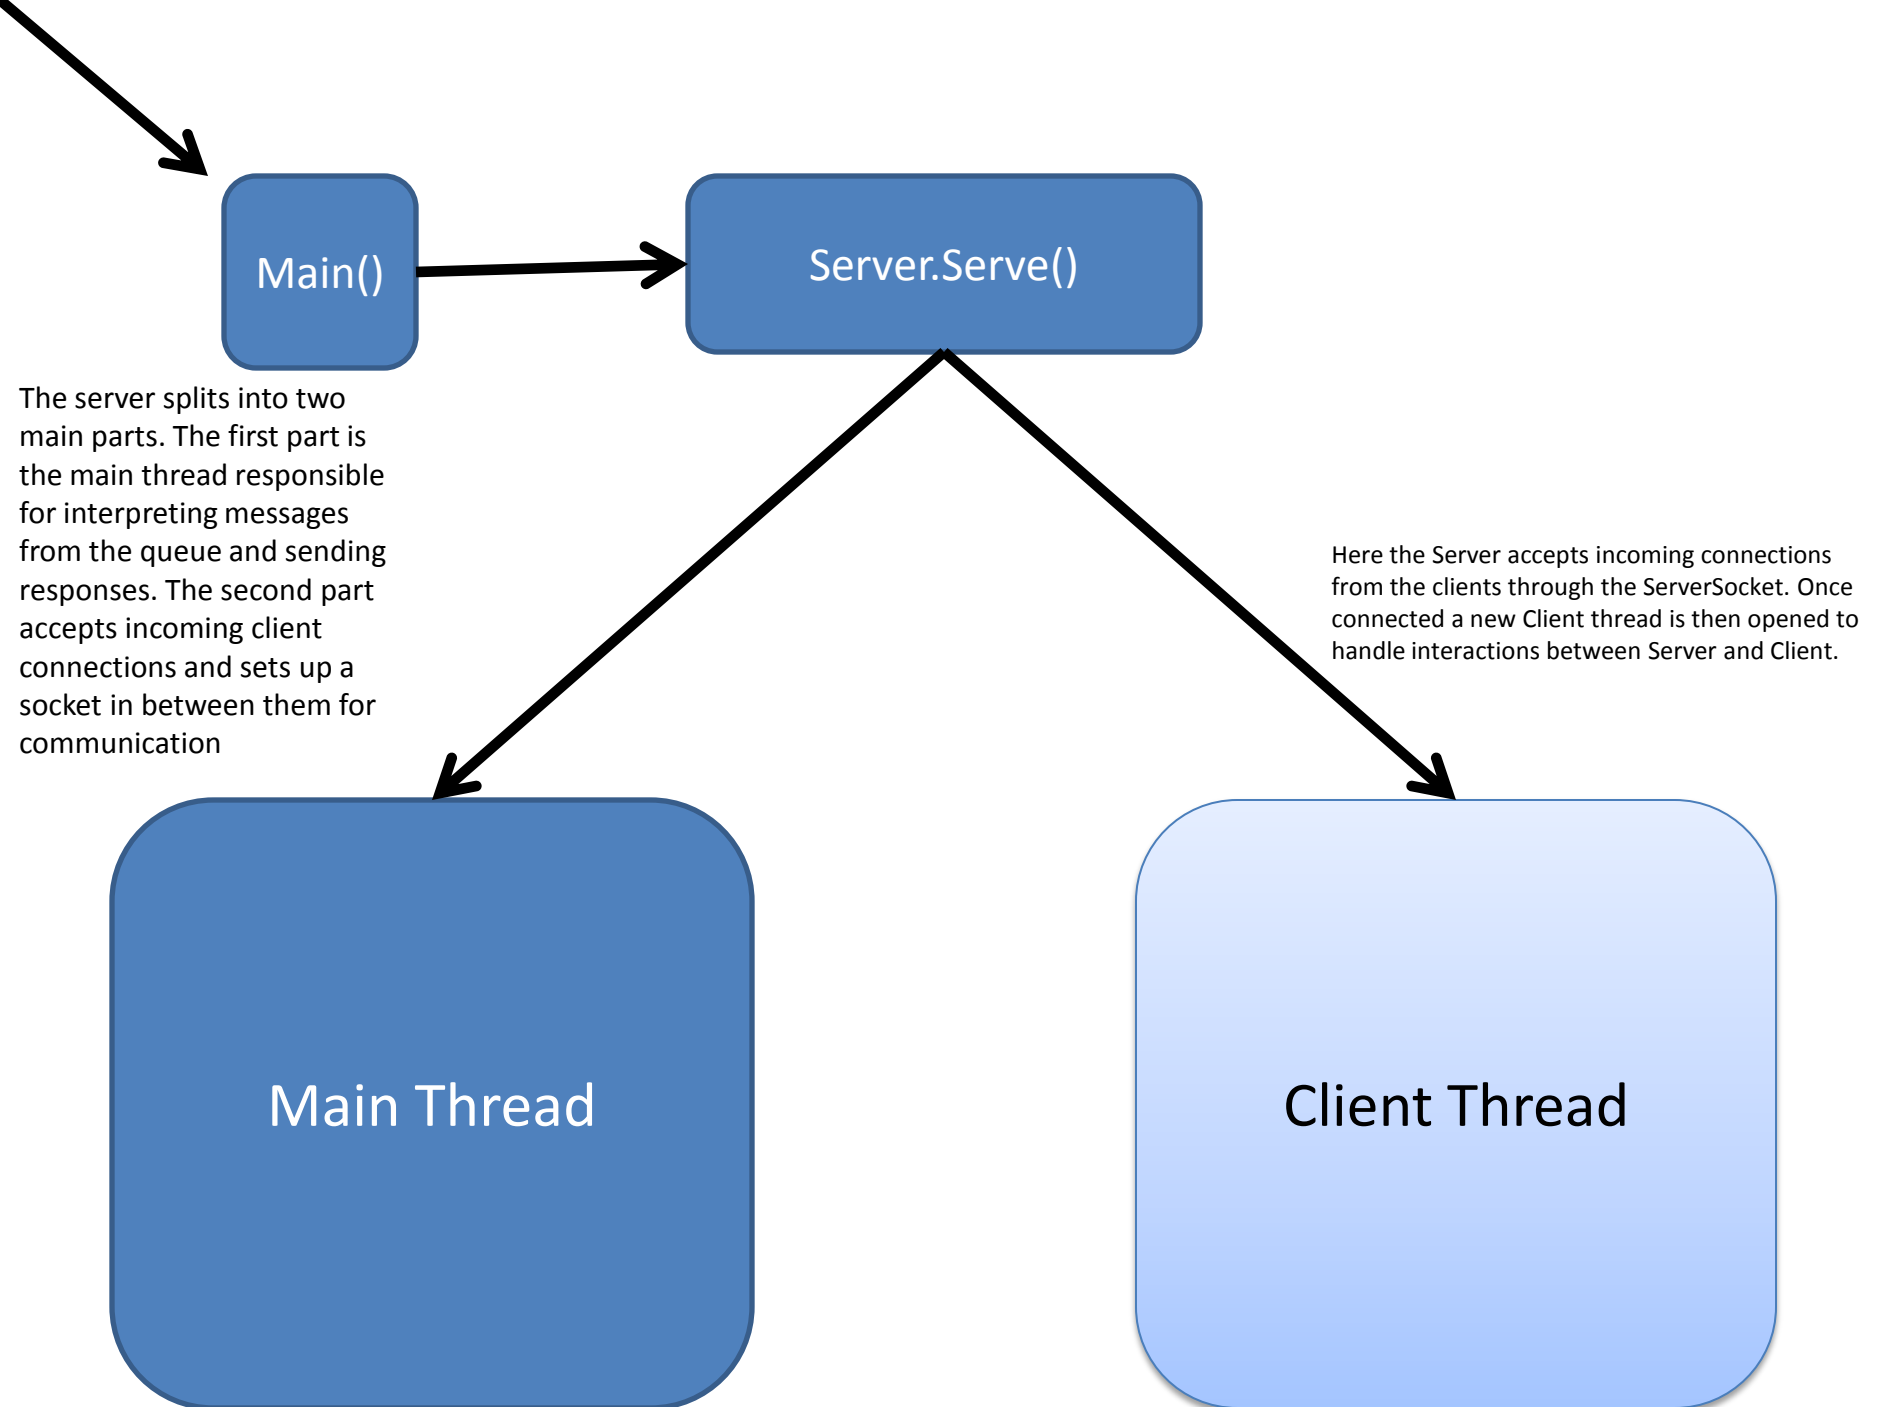 Main()
Server.Serve()
The server splits into two
main parts. The first part is
the main thread responsible
for interpreting messages
from the queue and sending
responses. The second part
accepts incoming client
connections and sets up a
socket in between them for
communication
Here the Server accepts incoming connections
from the clients through the ServerSocket. Once
connected a new Client thread is then opened to
handle interactions between Server and Client.
Main Thread
Client Thread